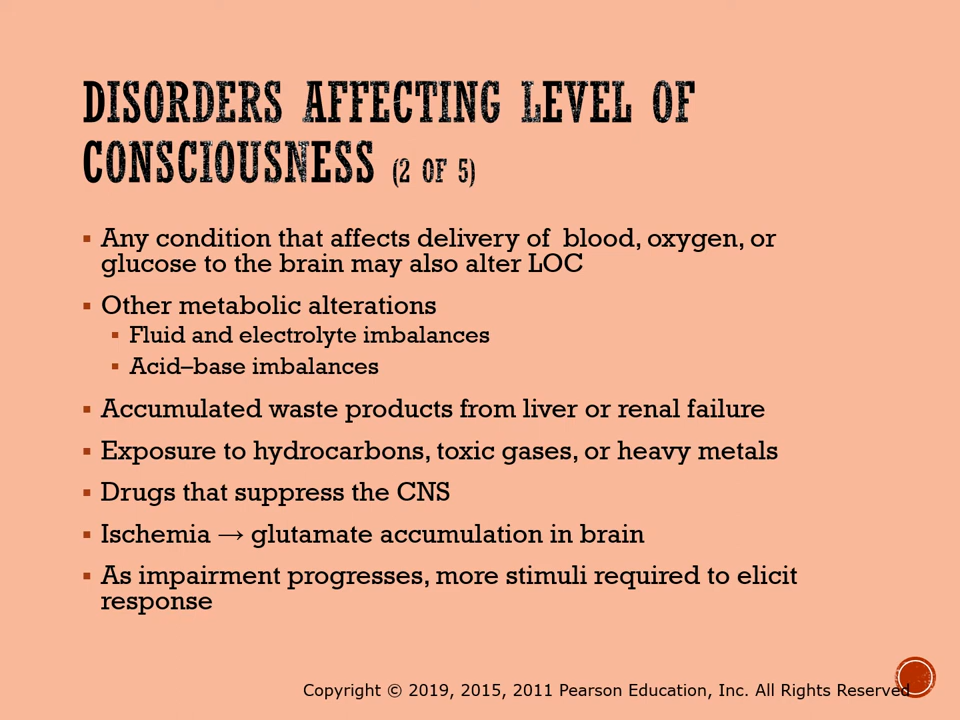 DISORDERS AFFECTING LEVEL OF
CONSCIOUSNESS (2 OF 5)
▪ Any condition that affects delivery of  blood, oxygen, or
glucose to the brain may also alter LOC
▪ Other metabolic alterations
▪ Fluid and electrolyte imbalances
▪ Acid–base imbalances
▪ Accumulated waste products from liver or renal failure
▪ Exposure to hydrocarbons, toxic gases, or heavy metals
▪ Drugs that suppress the CNS
▪ Ischemia → glutamate accumulation in brain
▪ As impairment progresses, more stimuli required to elicit
response
Copyright © 2019, 2015, 2011 Pearson Education, Inc. All Rights Reserved